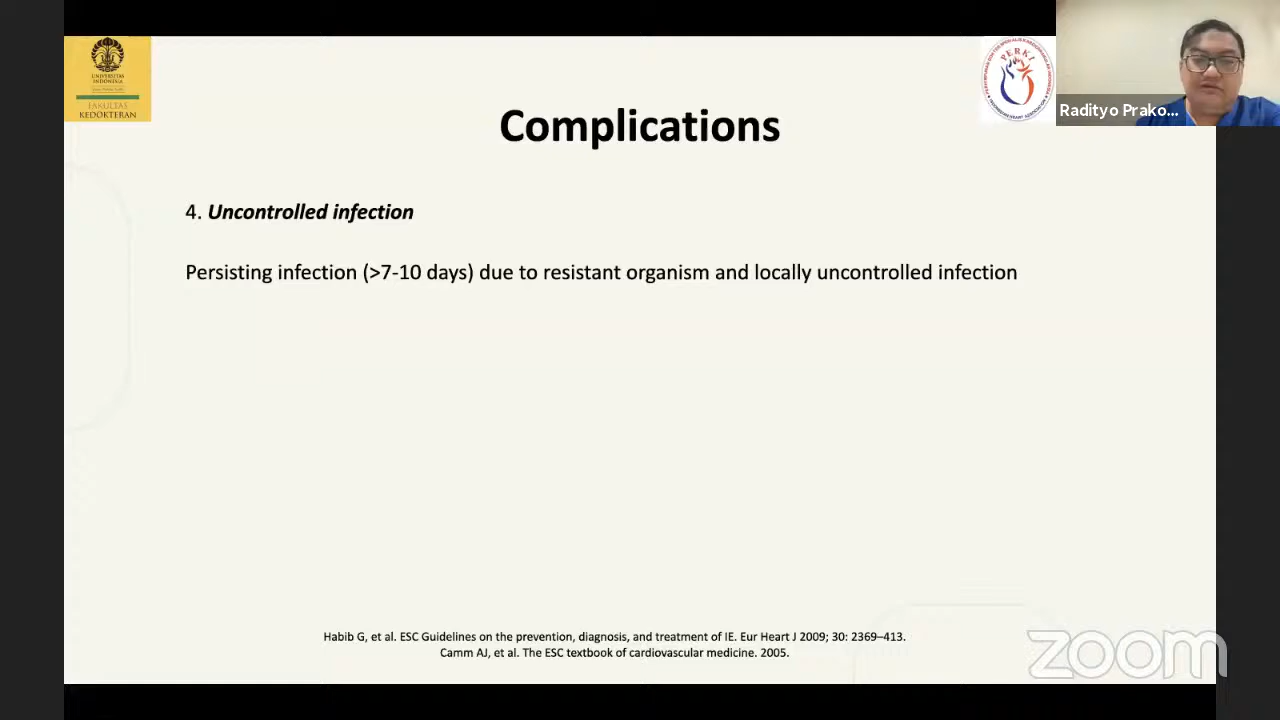 UNIVERSITAS
INDONESIA
FAKULTAS
KEDOKTERAN
PERKI
Radityo Prako...
Complications
4. Uncontrolled infection
Persisting infection (>7-10 days) due to resistant organism and locally uncontrolled infection
Habib G, et al. ESC Guidelines on the prevention, diagnosis, and treatment of IE. Eur Heart J 2009; 30: 2369–413.
Camm AJ, et al. The ESC textbook of cardiovascular medicine. 2005.
zoom